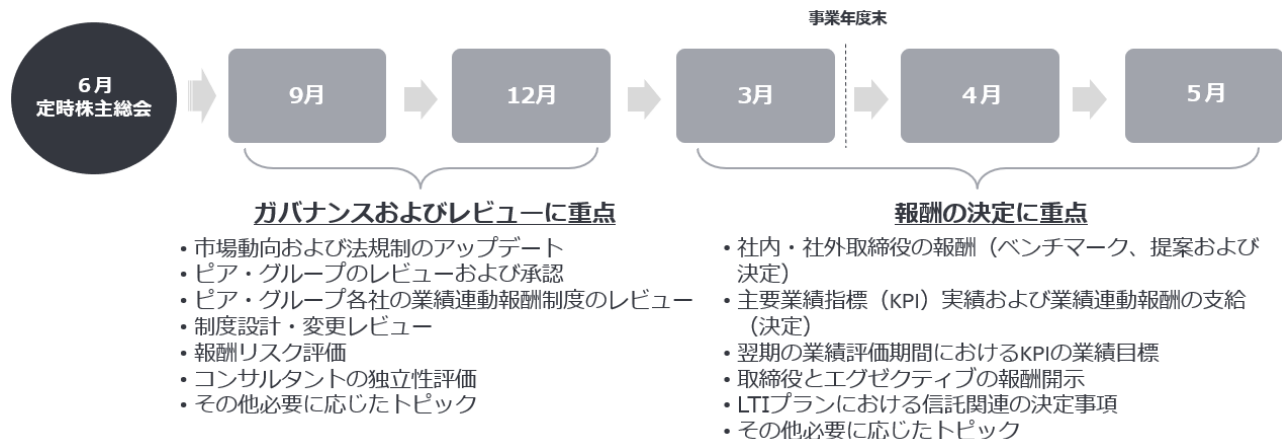 事業年度末
6月
定時株主総会
9月
12月
3月
4月
5月
ガバナンスおよびレビューに重点
• 市場動向および法規制のアップデート
• ピア・グループのレビューおよび承認
• ピア・グループ各社の業績連動報酬制度のレビュー
• 制度設計・変更レビュー
• 報酬リスク評価
• コンサルタントの独立性評価
• その他必要に応じたトピック
報酬の決定に重点
• 社内・社外取締役の報酬（ベンチマーク、提案および
決定）
• 主要業績指標（KPI）実績および業績連動報酬の支給
（決定）
• 翌期の業績評価期間におけるKPIの業績目標
• 取締役とエグゼクティブの報酬開示
• LTIプランにおける信託関連の決定事項
• その他必要に応じたトピック